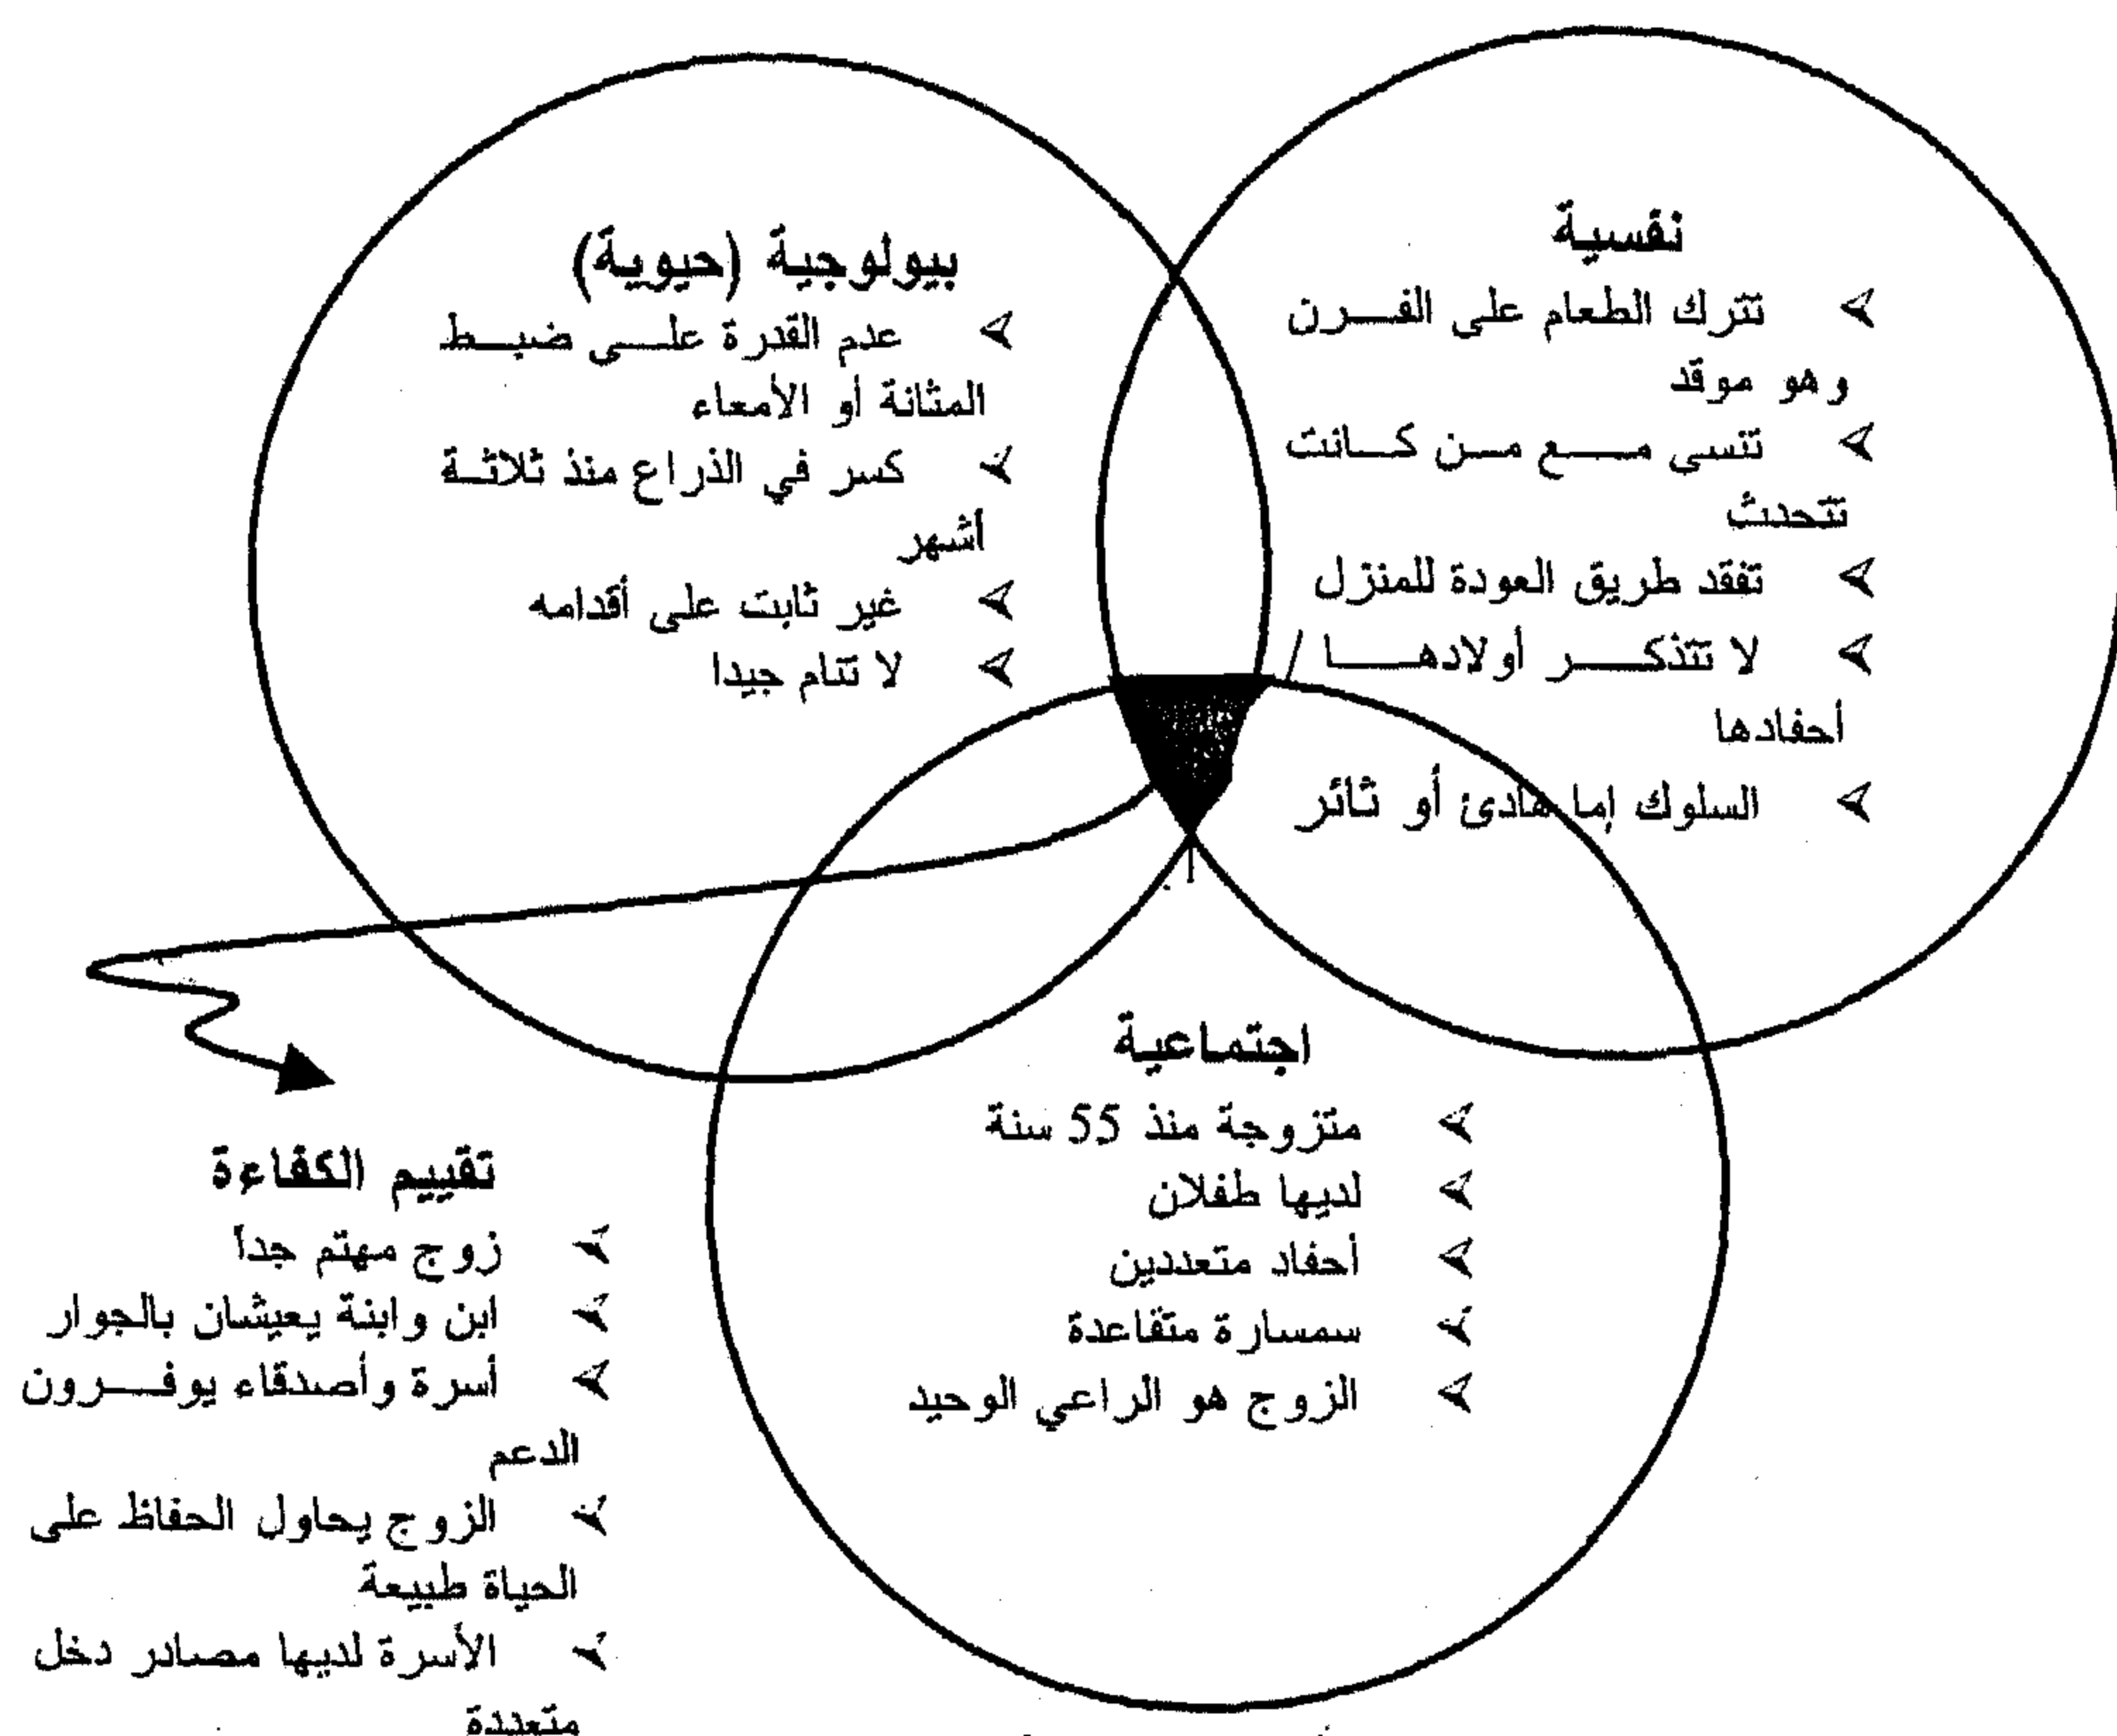 نفسية
تترك الطعام على الفرن
وهو موقد
تنسى مع من كانت
تتحدث
تفقد طريق العودة للمنزل
لا تتذكر أولادها /
أحفادها
السلوك إما هادئ أو ثائر
بيولوجية (حيوية)
عدم القدرة على ضبط
المثانة أو الأمعاء
كسر في الذراع منذ ثلاثة
أشهر
غير ثابت على أقدامه
لا تنام جيدا
اجتماعية
متزوجة منذ 55 سنة
لديها طفلان
أحفاد متعددين
سمسارة متقاعدة
الزوج هو الراعي الوحيد
تقييم الكفاءة
زوج مهتم جدا
ابن وابنة يعيشان بالجوار
أسرة وأصدقاء يوفرون
الدعم
الزوج يحاول الحفاظ على
الحياة طبيعة
الأسرة لديها مصادر دخل
متعددة